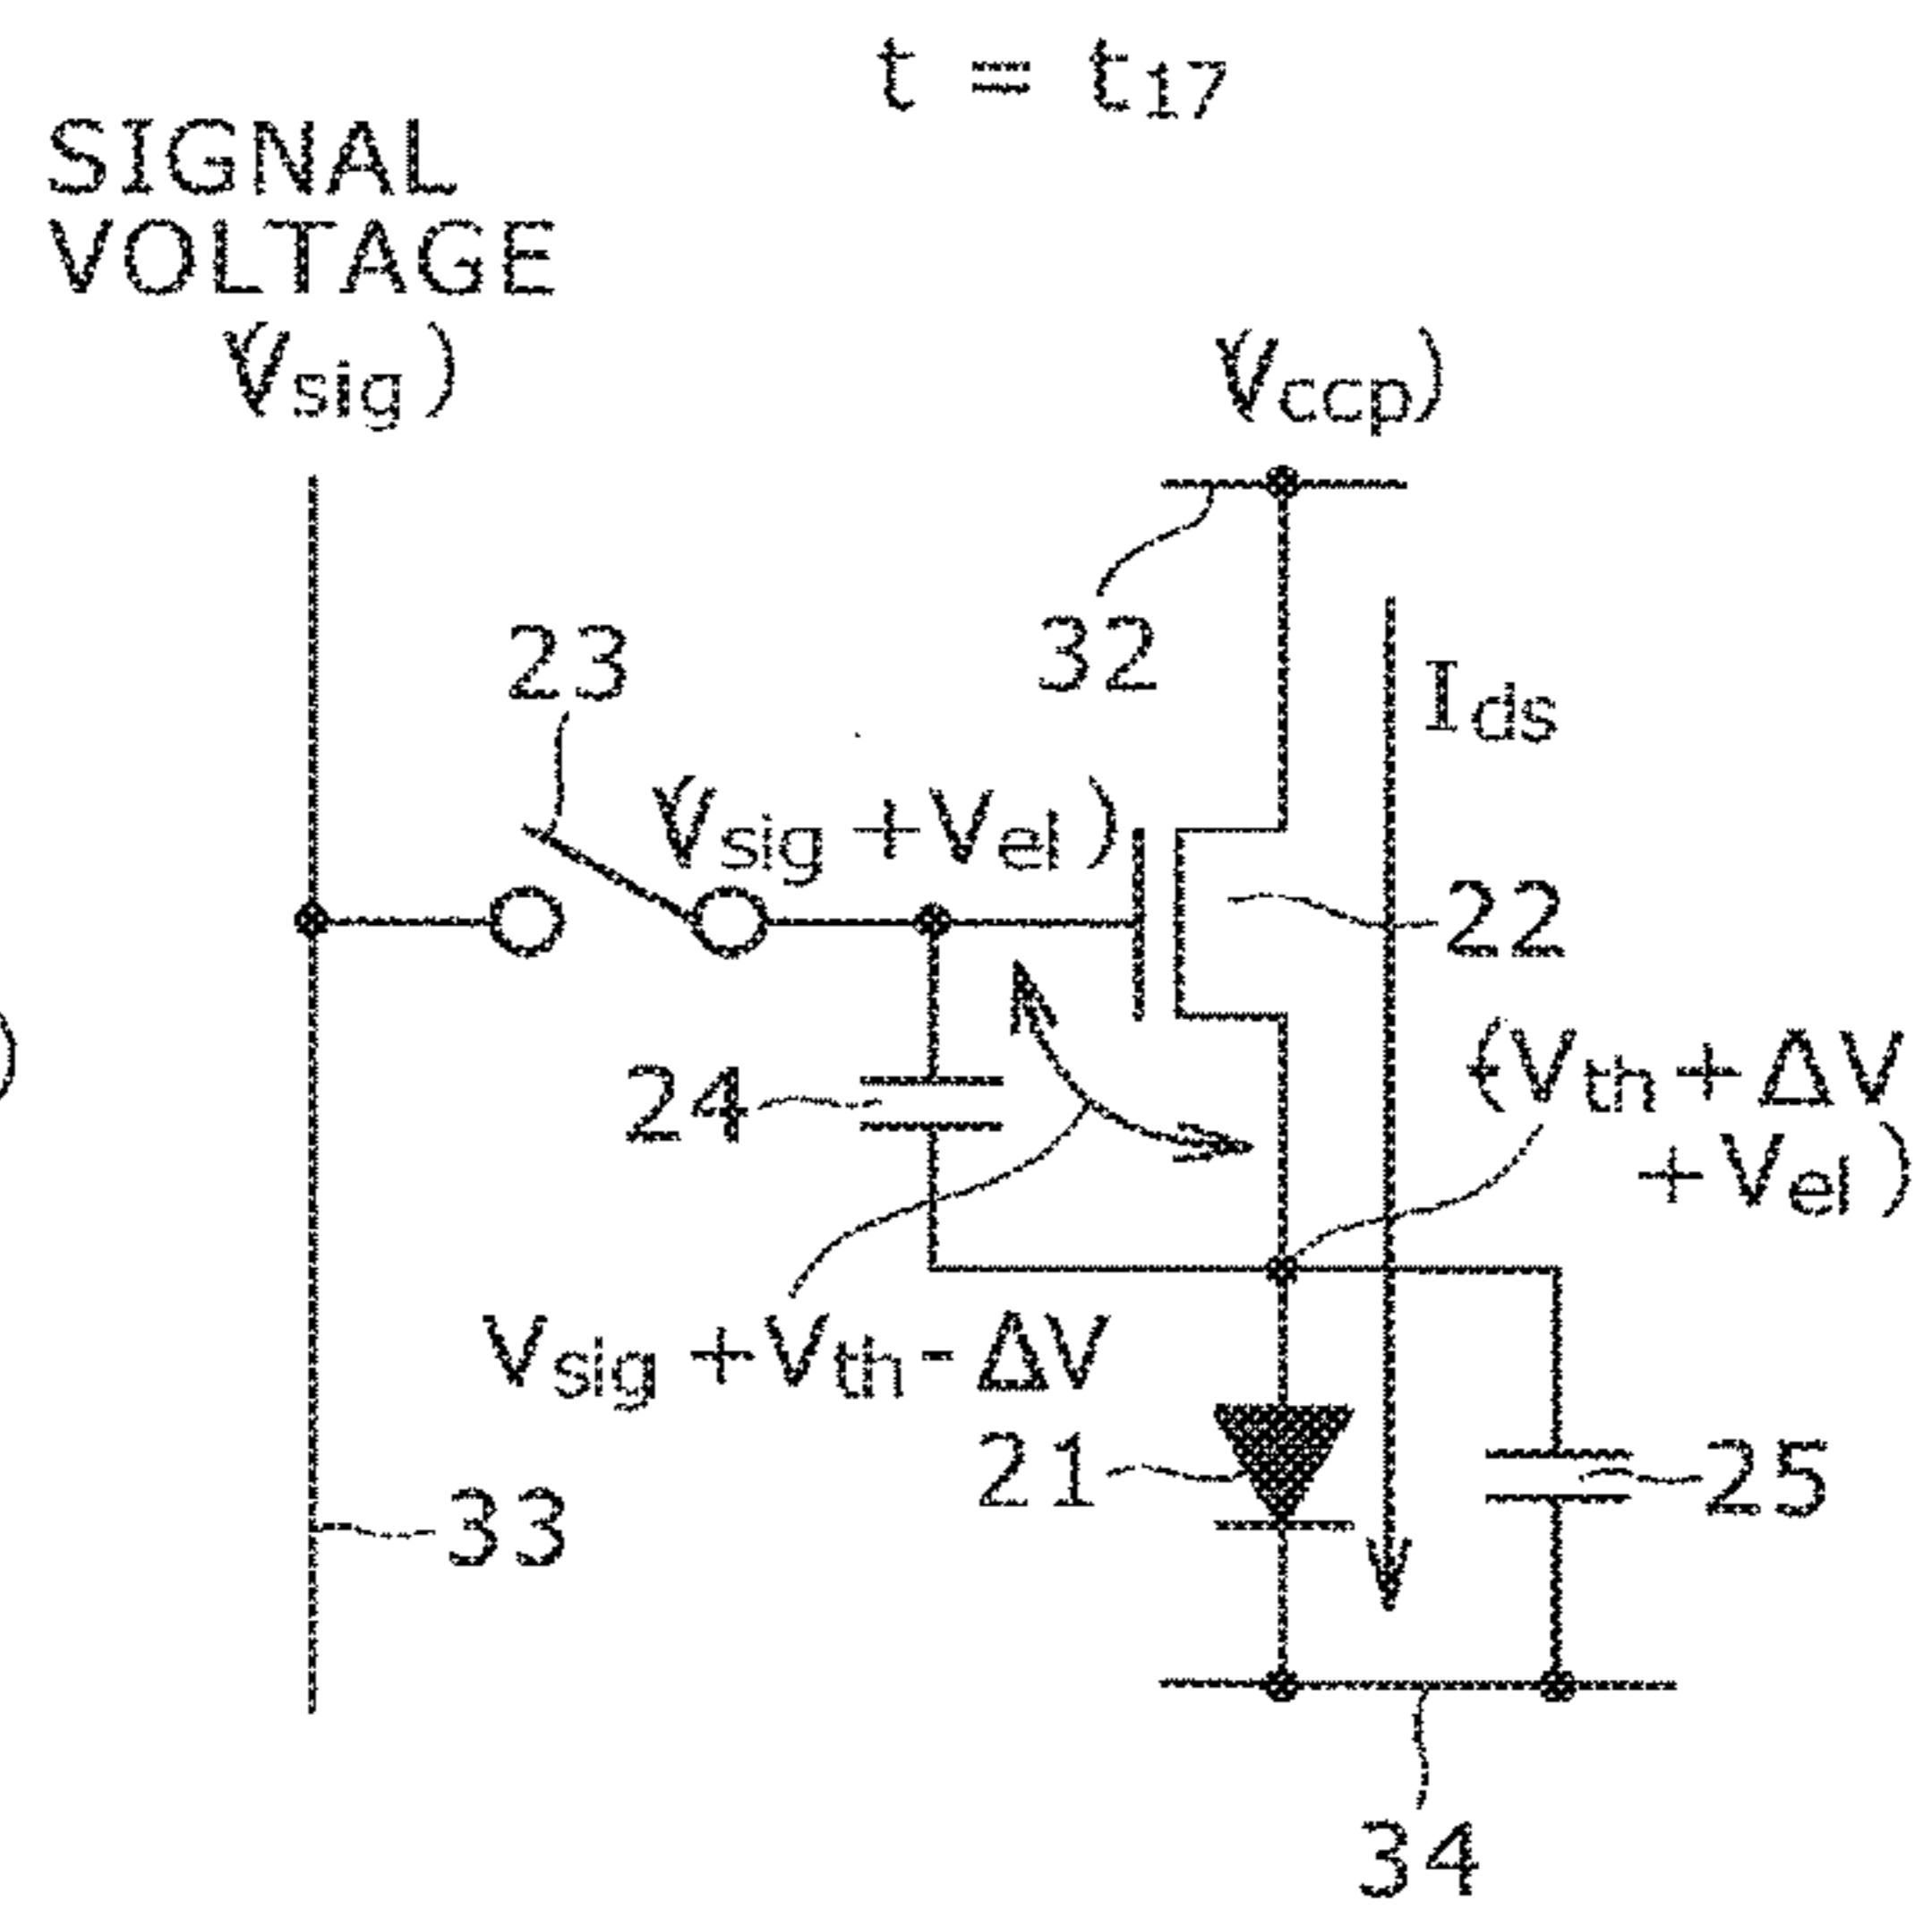 t = t17
SIGNAL
VOLTAGE
(Vsig)
(Vccp)
32
23
Ids
(Vsig+Vel)
22
)
(-Vth+ΔV
+Vel)
24
Vsig+Vth-ΔV
21
25
33
34